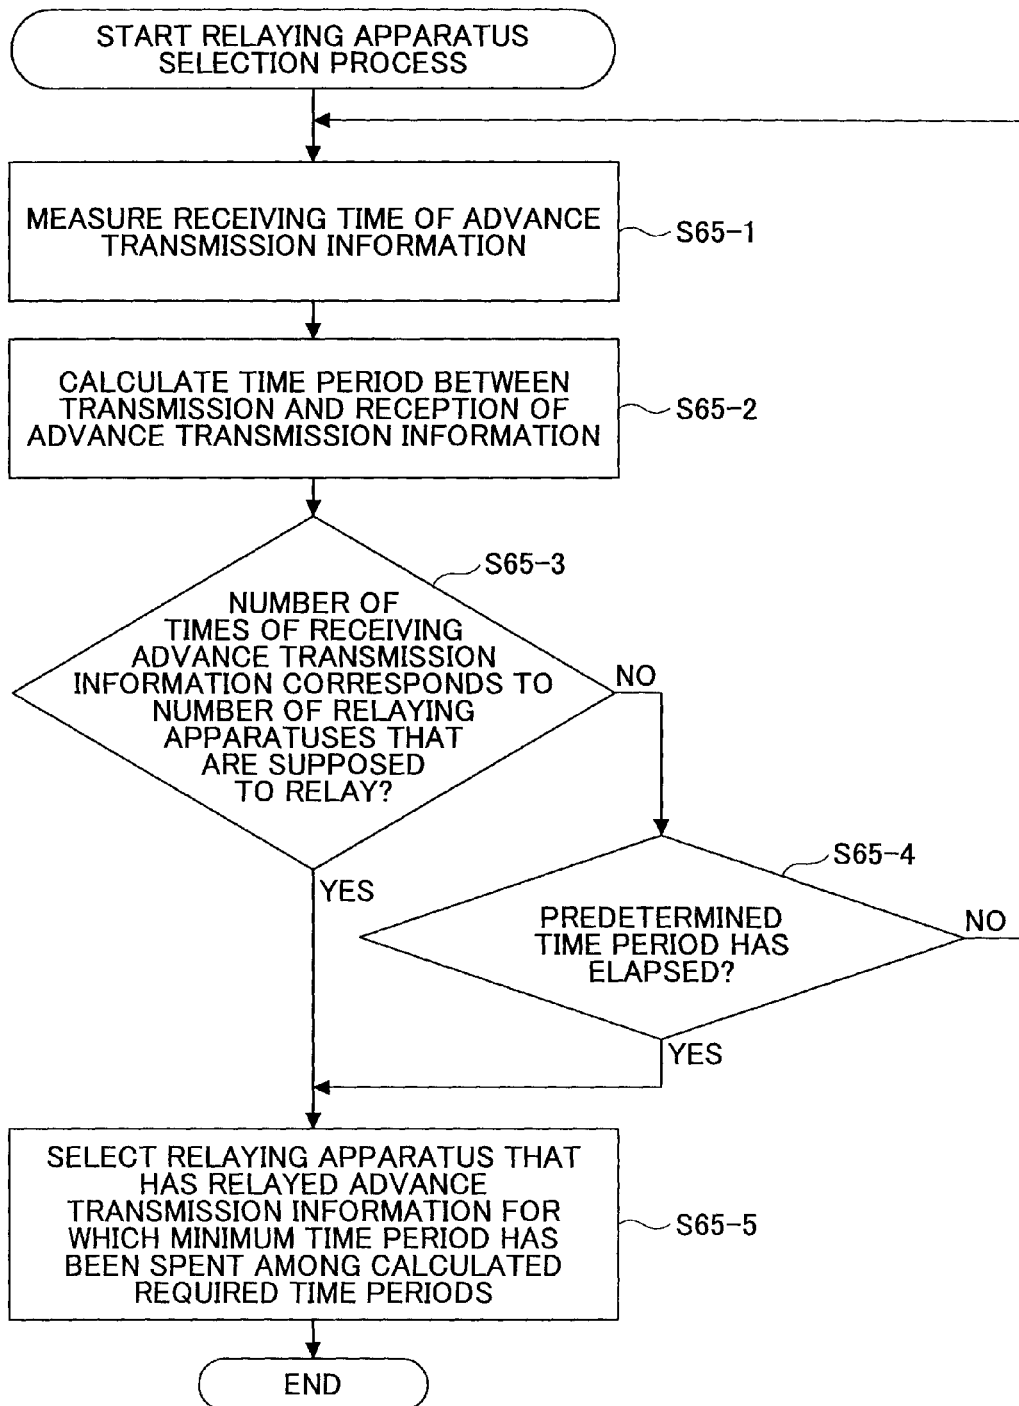 START RELAYING APPARATUS
SELECTION PROCESS
MEASURE RECEIVING TIME OF ADVANCE
TRANSMISSION INFORMATION
S65-1
CALCULATE TIME PERIOD BETWEEN
TRANSMISSION AND RECEPTION OF
ADVANCE TRANSMISSION INFORMATION
S65-2
S65-3
NUMBER OF
TIMES OF RECEIVING
ADVANCE TRANSMISSION
INFORMATION CORRESPONDS TO
NUMBER OF RELAYING
APPARATUSES THAT
ARE SUPPOSED
TO RELAY?
NO
YES
S65-4
PREDETERMINED
TIME PERIOD HAS
ELAPSED?
NO
YES
SELECT RELAYING APPARATUS THAT
HAS RELAYED ADVANCE
TRANSMISSION INFORMATION FOR
WHICH MINIMUM TIME PERIOD HAS
BEEN SPENT AMONG CALCULATED
REQUIRED TIME PERIODS
S65-5
END